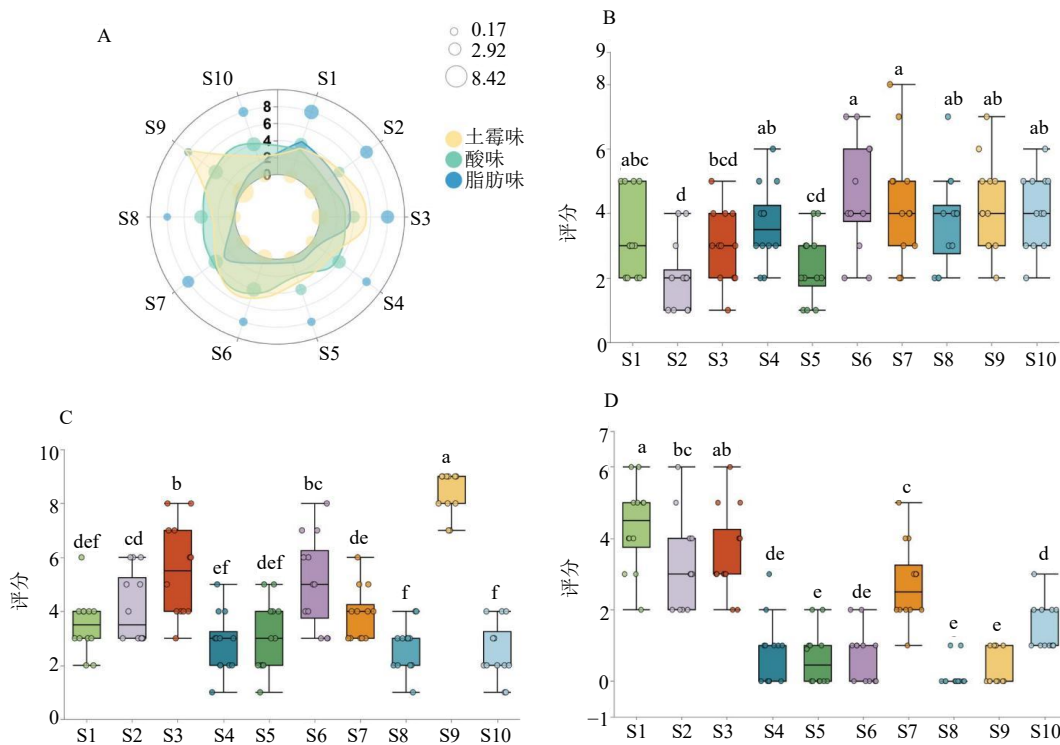 A
0.17
2.92
8.42
S10
S1
S9
S2
S8
S3
S7
S4
S6
S5
8
6
4
2
0
土霉味
酸味
脂肪味
B
评分
9
8
6
4
2
0
abc
d
bcd
ab
cd
a
a
ab
ab
ab
S1 S2 S3 S4 S5 S6 S7 S8 S9 S10
C
评分
10
8
6
4
2
0
def
cd
b
ef
def
b
de
f
a
f
S1 S2 S3 S4 S5 S6 S7 S8 S9 S10
D
评分
7
6
4
2
0
−1
a
bc
ab
de
e
de
c
e
e
d
S1 S2 S3 S4 S5 S6 S7 S8 S9 S10